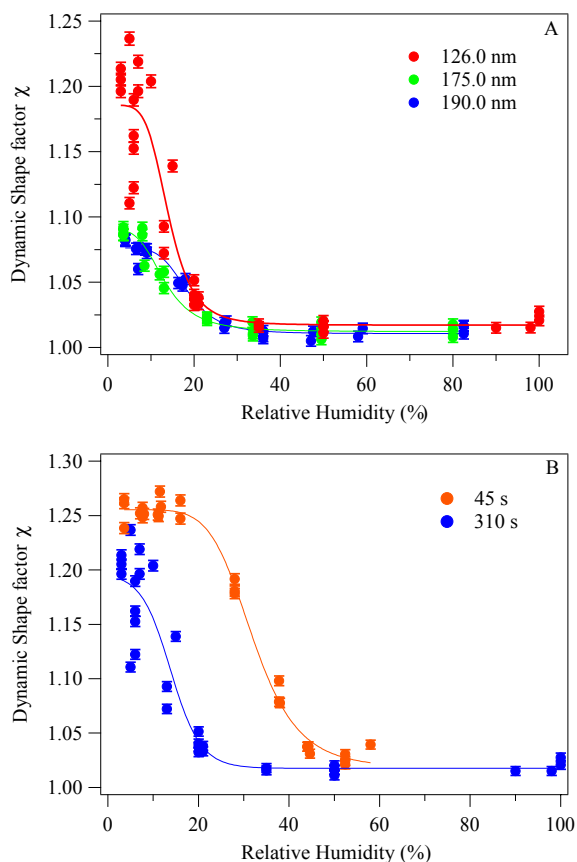 A
126.0 nm
175.0 nm
190.0 nm
Dynamic Shape factor χ
1.25
1.20
1.15
1.10
1.05
1.00
0 20 40 60 80 100
Relative Humidity (%)
B
45 s
310 s
Dynamic Shape factor χ
1.30
1.25
1.20
1.15
1.10
1.05
1.00
0 20 40 60 80 100
Relative Humidity (%)